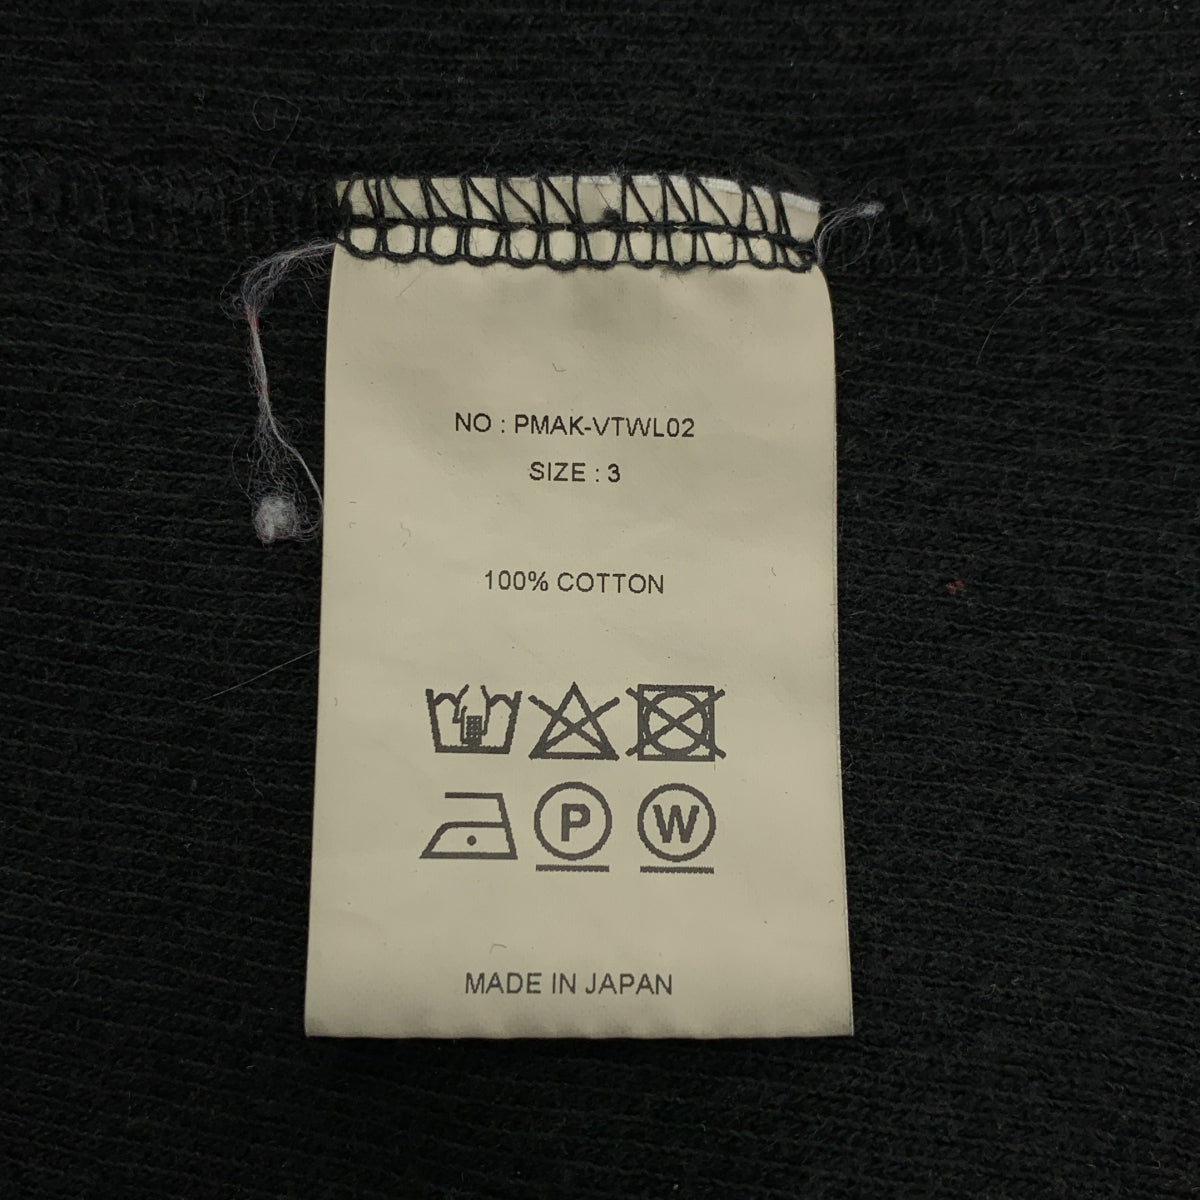 NO : PMAK-VTWL02
SIZE : 3
100% COTTON
P W
MADE IN JAPAN